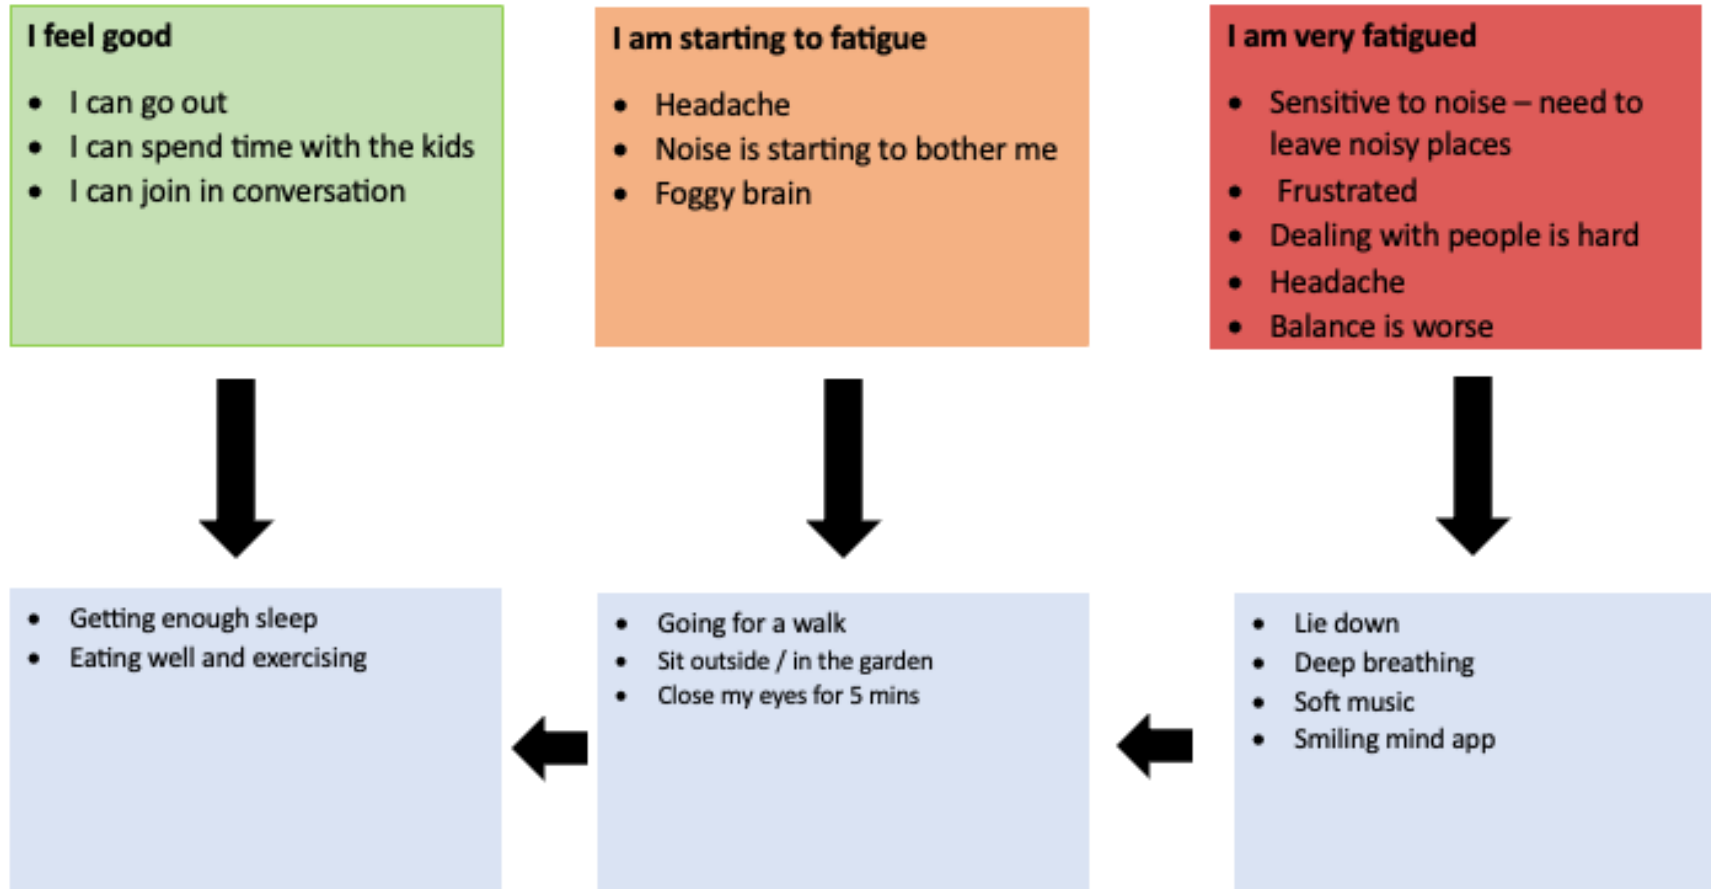 I feel good
• I can go out
• I can spend time with the kids
• I can join in conversation
I am starting to fatigue
• Headache
• Noise is starting to bother me
• Foggy brain
I am very fatigued
• Sensitive to noise – need to
leave noisy places
• Frustrated
• Dealing with people is hard
• Headache
• Balance is worse
• Getting enough sleep
• Eating well and exercising
• Going for a walk
• Sit outside / in the garden
• Close my eyes for 5 mins
• Lie down
• Deep breathing
• Soft music
• Smiling mind app